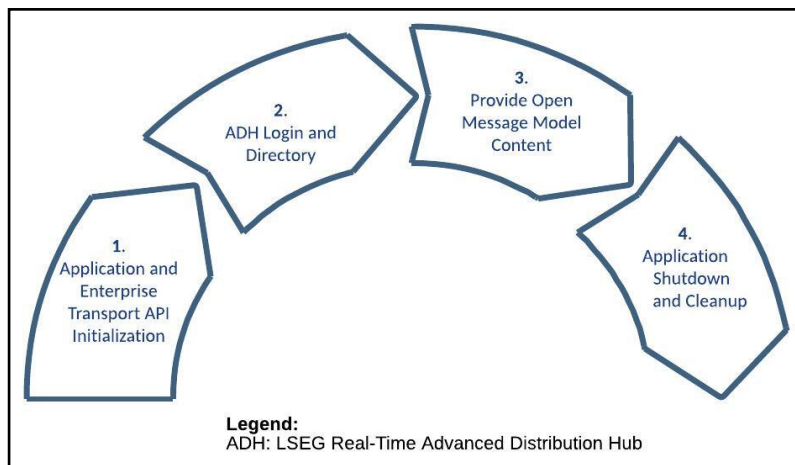 1.
Application and
Enterprise
Transport API
Initialization
2.
ADH Login and
Directory
3.
Provide Open
Message Model
Content
4.
Application
Shutdown
and Cleanup
Legend:
ADH: LSEG Real-Time Advanced Distribution Hub